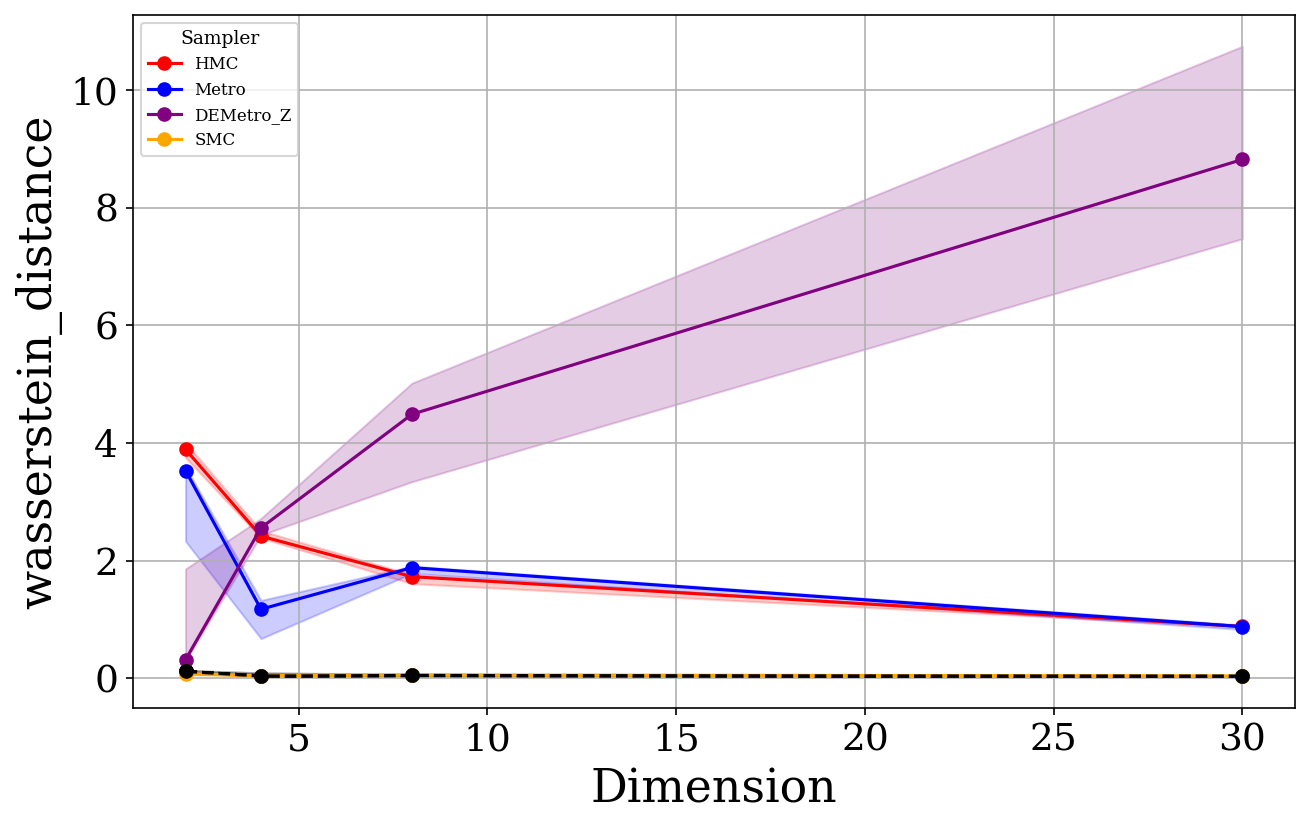 Sampler
HMC
Metro
DEMetro_Z
SMC
wasserstein_distance
10
8
6
4
2
0
5 10 15 20 25 30
Dimension